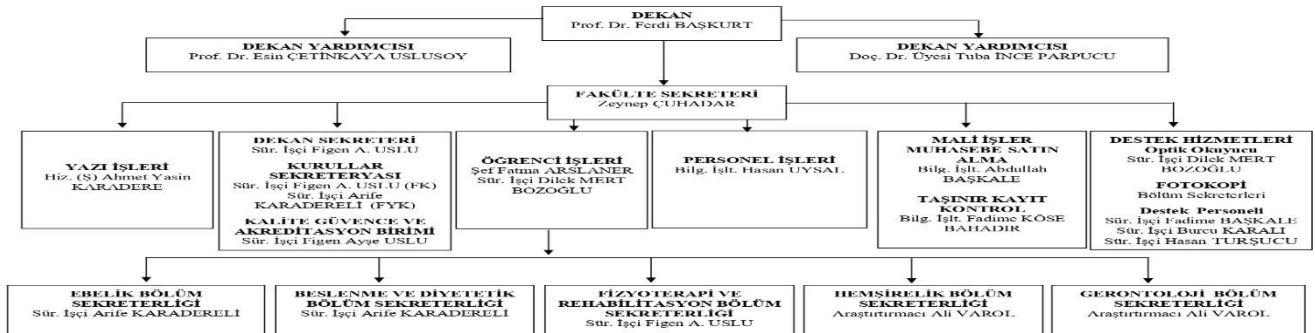 DEKAN
Prof. Dr. Ferdi BAŞKURT
DEKAN YARDIMCISI
Prof. Dr. Esin ÇETİNKAYA USLUSOY
DEKAN YARDIMCISI
Doç. Dr. Üyesi Tuba İNCE PARPUCU
FAKÜLTE SEKRETERİ
Zeynep ÇUHADAR
YAZI İŞLERİ
Hiz. (Ş) Ahmet Yasin
KARADERE
DEKAN SEKRETERİ
Sür. İşçi Figen A. USLU
KURULLAR
SEKRETERYASI
Sür. İşçi Figen A. USLU (FK)
Sür. İşçi Arife
KARADERELİ (FYK)
KALİTE GÜVENCE VE
AKREDİTASYON BİRİMİ
Sür. İşçi Figen Ayşe USLU
ÖĞRENCİ İŞLERİ
Şef Fatma ARSLANER
Sür. İşçi Dilek MERT
BOZOĞLU
PERSONEL İŞLERİ
Bilg. İşlt. Hasan UYSAL
MALİ İŞLER
MUHASEBE SATIN
ALMA
Bilg. İşlt. Abdullah
BAŞKALE
TAŞINIR KAYIT
KONTROL
Bilg. İşlt. Fadime KÖSE
BAHADIR
DESTEK HİZMETLERİ
Optik Okuyucu
Sür. İşçi Dilek MERT
BOZOĞLU
FOTOKOPİ
Bölüm Sekreterleri
Destek Personeli
Sür. İşçi Fadime BAŞKALE
Sür. İşçi Burcu KARALI
Sür. İşçi Hasan TURŞUCU
EBELİK BÖLÜM
SEKRETERLİĞİ
Sür. İşçi Arife KARADERELİ
BESLENME VE DİYETETİK
BÖLÜM SEKRETERLİĞİ
Sür. İşçi Arife KARADERELİ
FİZYOTERAPİ VE
REHABİLİTASYON BÖLÜM
SEKRETERLİĞİ
Sür. İşçi Figen A. USLU
HEMŞİRELİK BÖLÜM
SEKRETERLİĞİ
Araştırtırmacı Ali VAROL
GERONTOLOJİ BÖLÜM
SEKRETERLİĞİ
Araştırtırmacı Ali VAROL